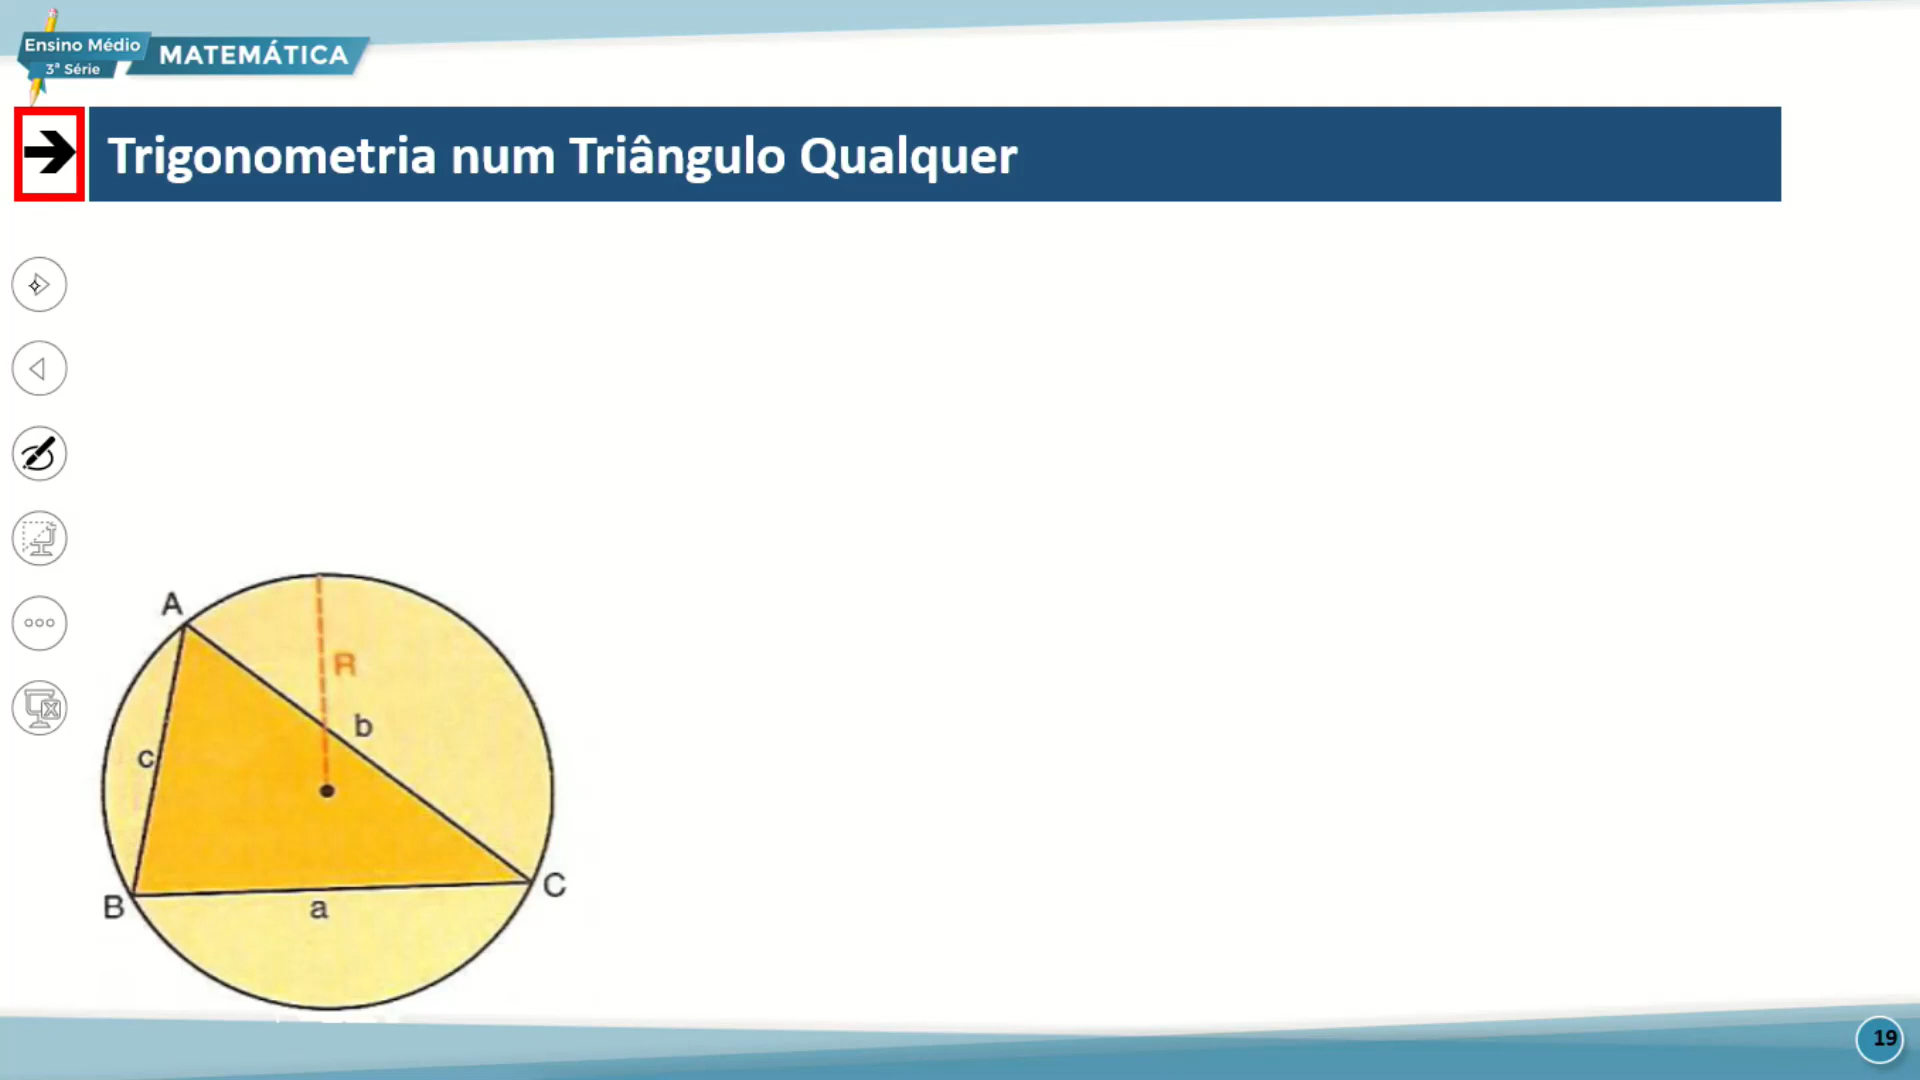 Ensino Médio
3ª Série
MATEMÁTICA
Trigonometria num Triângulo Qualquer
A
R
b
c
B
a
C
19